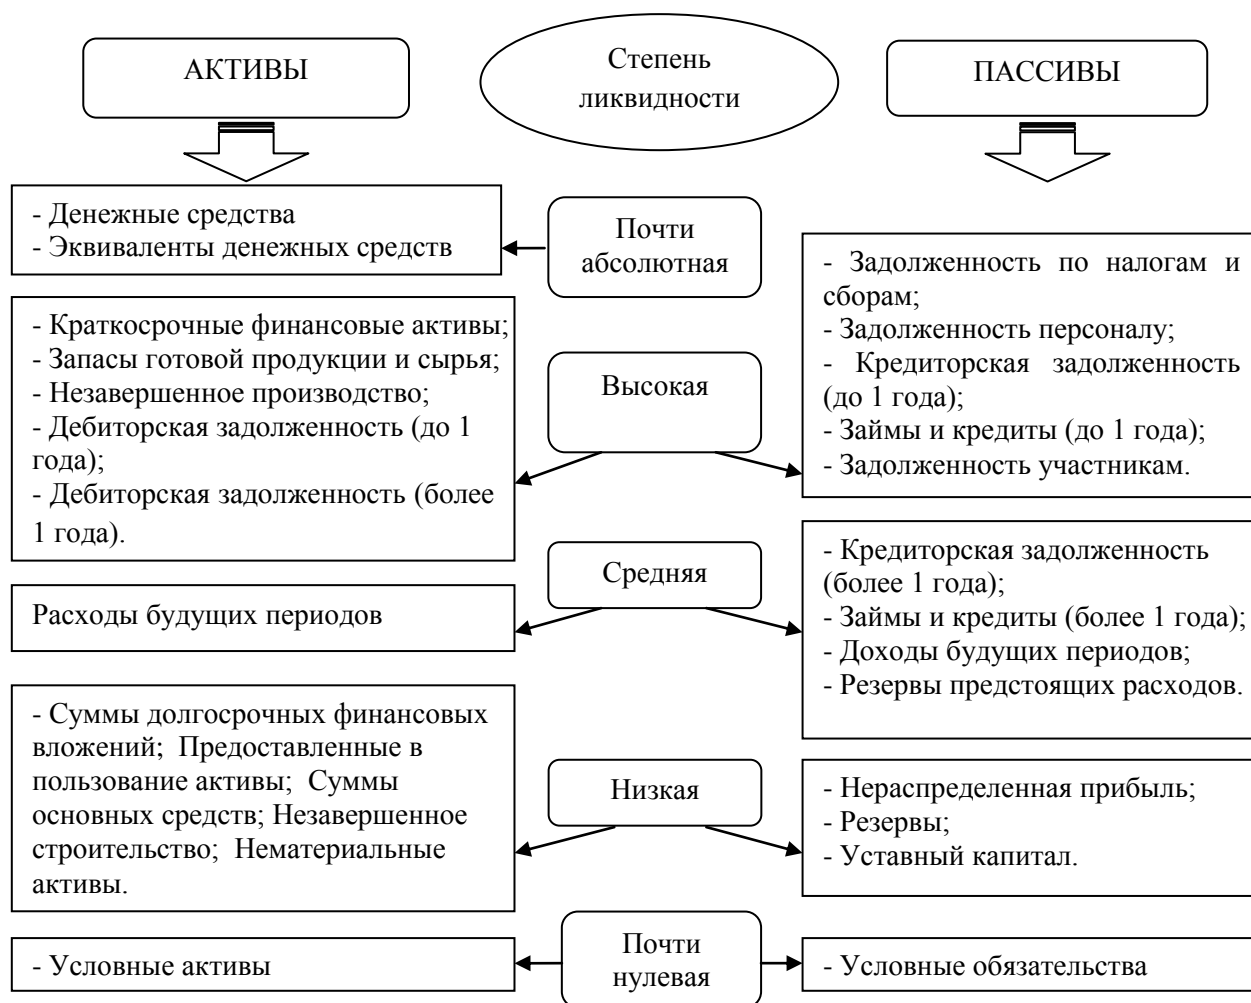 АКТИВЫ
Степень
ликвидности
ПАССИВЫ
- Денежные средства
- Эквиваленты денежных средств
Почти
абсолютная
- Задолженность по налогам и
сборам;
- Задолженность персоналу;
- Кредиторская задолженность
(до 1 года);
- Займы и кредиты (до 1 года);
- Задолженность участникам.
- Краткосрочные финансовые активы;
- Запасы готовой продукции и сырья;
- Незавершенное производство;
- Дебиторская задолженность (до 1
года);
- Дебиторская задолженность (более
1 года).
Высокая
Средняя
- Кредиторская задолженность
(более 1 года);
- Займы и кредиты (более 1 года);
- Доходы будущих периодов;
- Резервы предстоящих расходов.
Расходы будущих периодов
- Суммы долгосрочных финансовых
вложений; Предоставленные в
пользование активы; Суммы
основных средств; Незавершенное
строительство; Нематериальные
активы.
Низкая
- Нераспределенная прибыль;
- Резервы;
- Уставный капитал.
- Условные активы
Почти
нулевая
- Условные обязательства